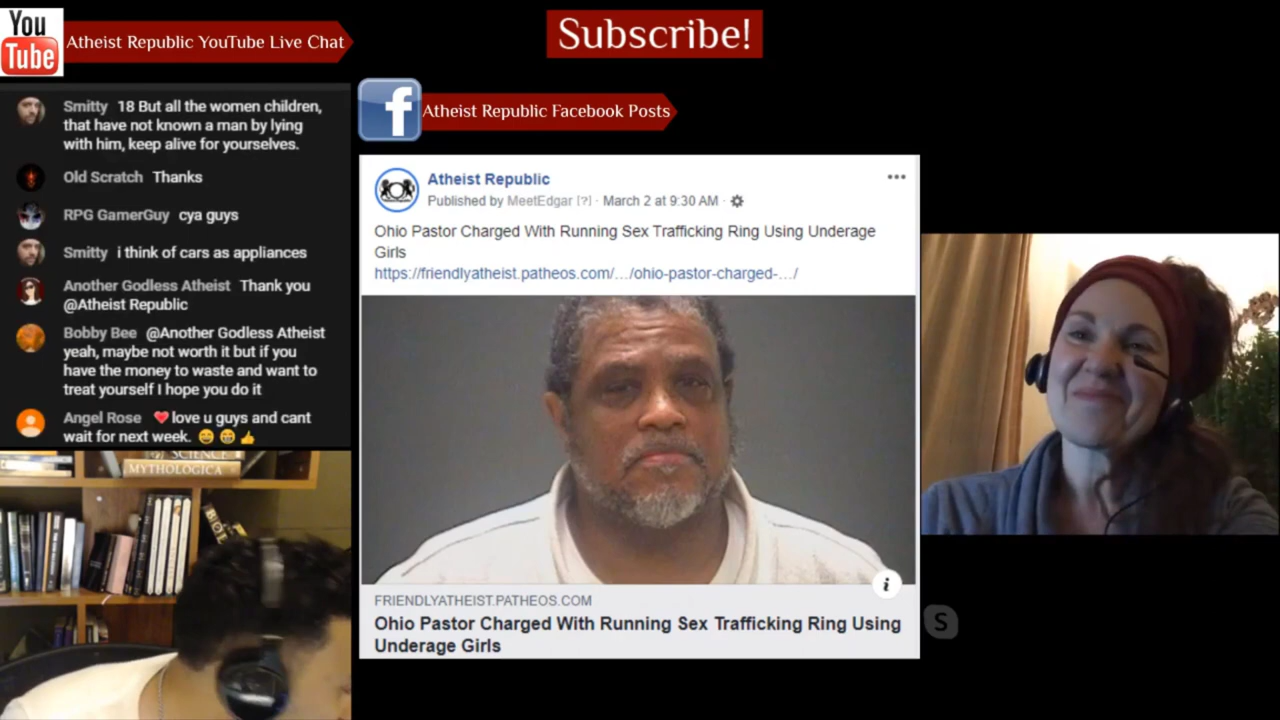 You
Tube
Atheist Republic YouTube Live Chat
Subscribe!
Smitty 18 But all the women children,
that have not known a man by lying
with him, keep alive for yourselves.
Old Scratch Thanks
RPG GamerGuy cya guys
Smitty i think of cars as appliances
Another Godless Atheist Thank you
@Atheist Republic
Bobby Bee @Another Godless Atheist
yeah, maybe not worth it but if you
have the money to waste and want to
treat yourself I hope you do it
Angel Rose ❤️love u guys and cant
wait for next week. 😄 😁 👍
f
Atheist Republic Facebook Posts
Atheist Republic
Published by MeetEdgar [?] · March 2 at 9:30 AM ·
Ohio Pastor Charged With Running Sex Trafficking Ring Using Underage
Girls
https://friendlyatheist.patheos.com/…/ohio-pastor-charged-…/
i
FRIENDLYATHEIST.PATHEOS.COM
Ohio Pastor Charged With Running Sex Trafficking Ring Using
Underage Girls
S
SCIENCE
MYTHOLOGICA